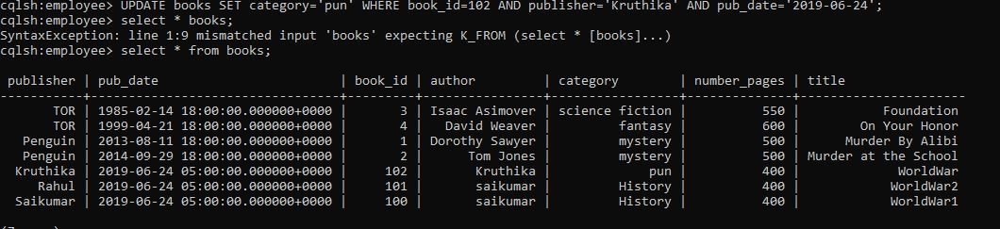 cqlsh:employee> UPDATE books SET category='pun' WHERE book_id=102 AND publisher='Kruthika' AND pub_date='2019-06-24';
cqlsh:employee> select * books;
SyntaxException: line 1:9 mismatched input 'books' expecting K_FROM (select * [books]...)
cqlsh:employee> select * from books;
publisher | pub_date | book_id | author | category | number_pages | title
-----------+---------------------------------+---------+----------------+-----------------+--------------+----------------------
TOR | 1985-02-14 18:00:00.000000+0000 | 3 | Isaac Asimover | science fiction | 550 | Foundation
TOR | 1999-04-21 18:00:00.000000+0000 | 4 | David Weaver | fantasy | 600 | On Your Honor
Penguin | 2013-08-11 18:00:00.000000+0000 | 1 | Dorothy Sawyer | mystery | 500 | Murder By Alibi
Penguin | 2014-09-29 18:00:00.000000+0000 | 2 | Tom Jones | mystery | 500 | Murder at the School
Kruthika | 2019-06-24 05:00:00.000000+0000 | 102 | Kruthika | pun | 400 | WorldWar
Rahul | 2019-06-24 05:00:00.000000+0000 | 101 | saikumar | History | 400 | WorldWar2
Saikumar | 2019-06-24 05:00:00.000000+0000 | 100 | saikumar | History | 400 | WorldWar1